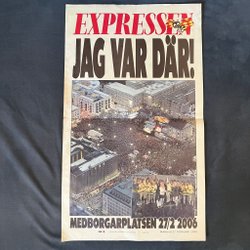 EXPRESSEN
JAG VAR DÄR!
MEDBORGARPLATSEN 27/2 2006